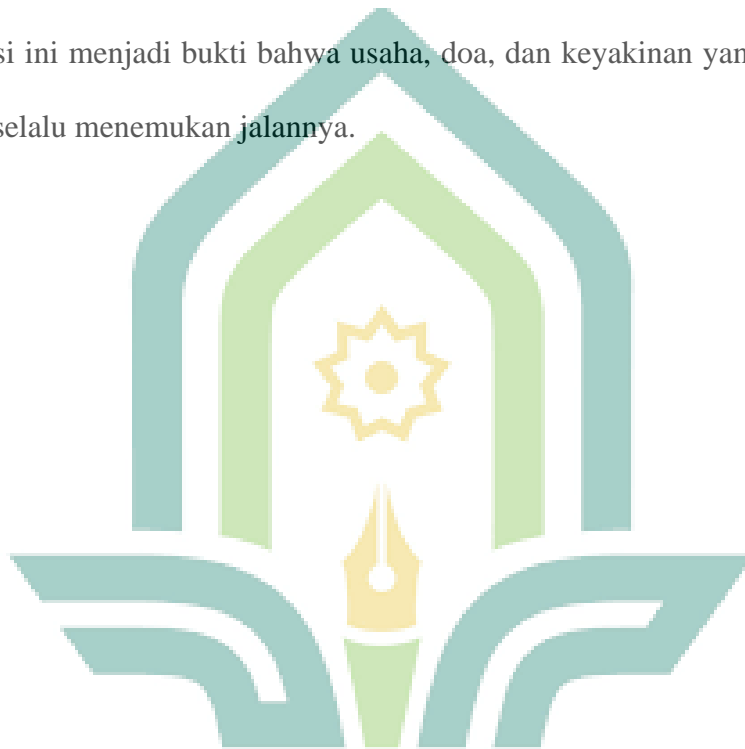 si ini menjadi bukti bahwa usaha, doa, dan keyakinan yan
selalu menemukan jalannya.